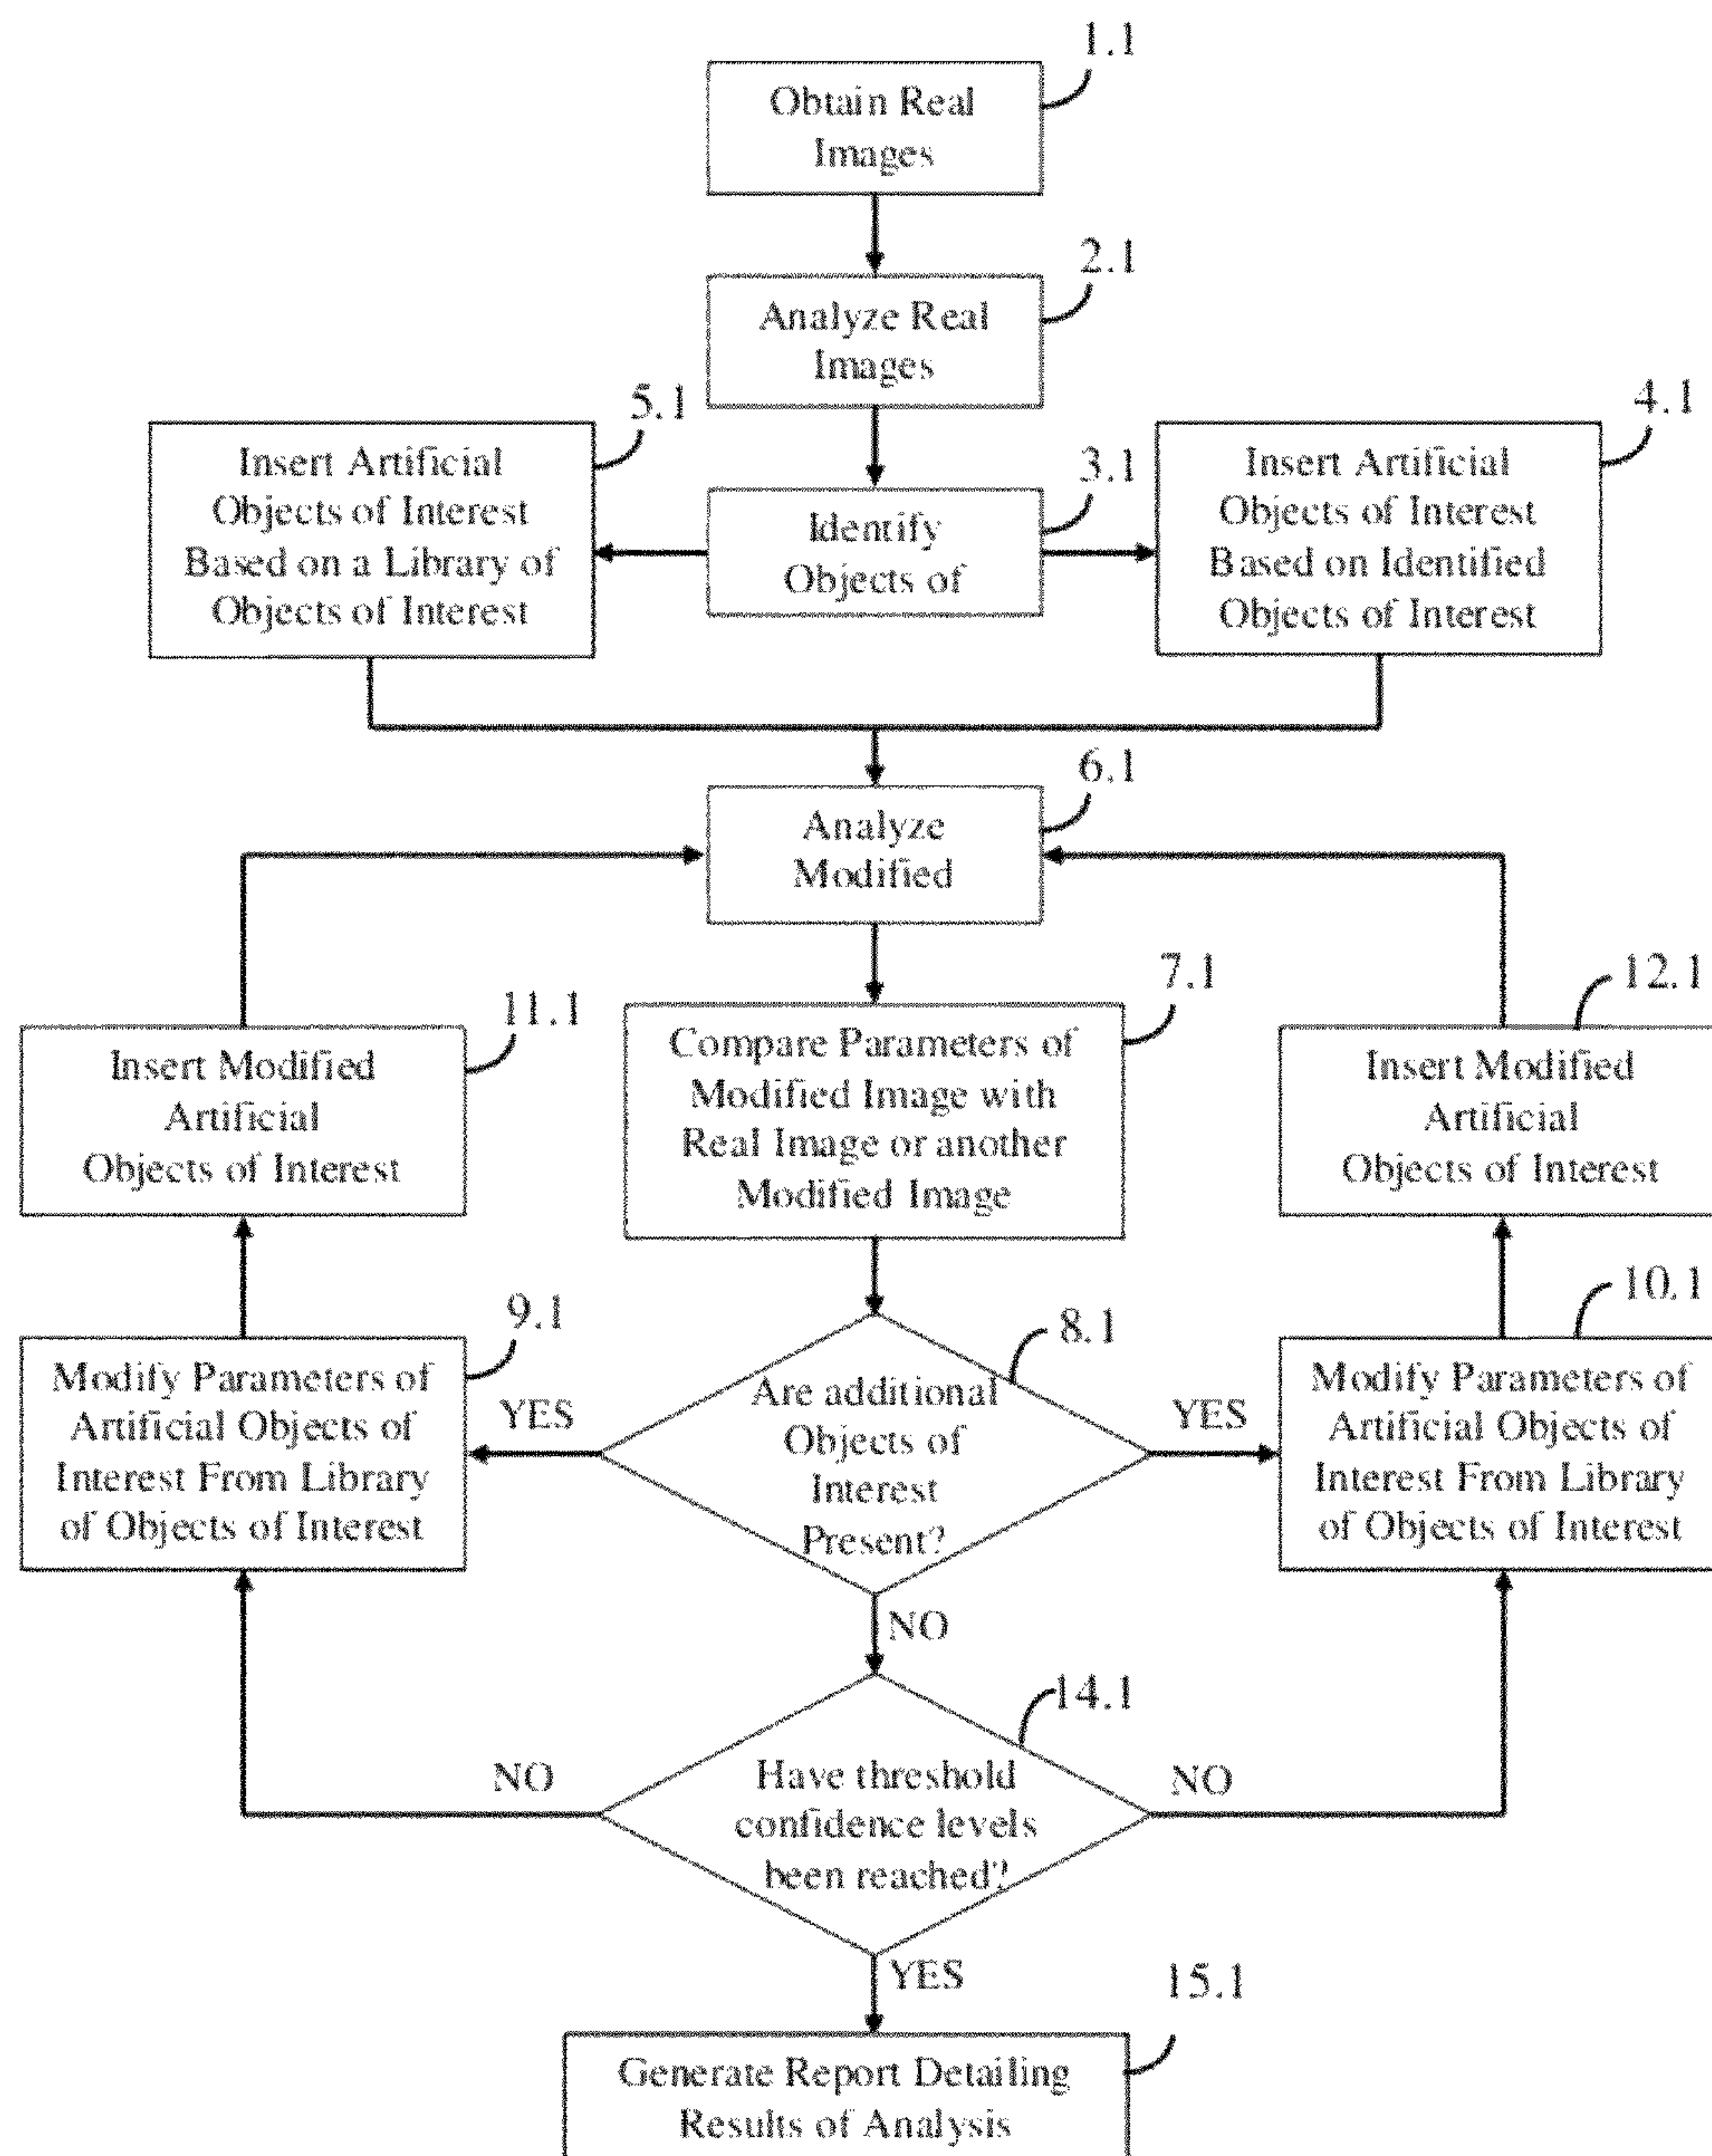 1.1
Obtain Real
Images
2.1
Analyze Real
Images
5.1
Insert Artificial
Objects of Interest
Based on a Library of
Objects of Interest
3.1
Identify
Objects of
4.1
Insert Artificial
Objects of Interest
Based on Identified
Objects of Interest
6.1
Analyze
Modified
11.1
Insert Modified
Artificial
Objects of Interest
7.1
Compare Parameters of
Modified Image with
Real Image or another
Modified Image
12.1
Insert Modified
Artificial
Objects of Interest
9.1
Modify Parameters of
Artificial Objects of
Interest From Library
of Objects of Interest
YES
8.1
Are additional
Objects of
Interest
Present?
YES
10.1
Modify Parameters of
Artificial Objects of
Interest From Library
of Objects of Interest
NO
14.1
NO
Have threshold
confidence levels
been reached?
NO
YES
15.1
Generate Report Detailing
Results of Analysis